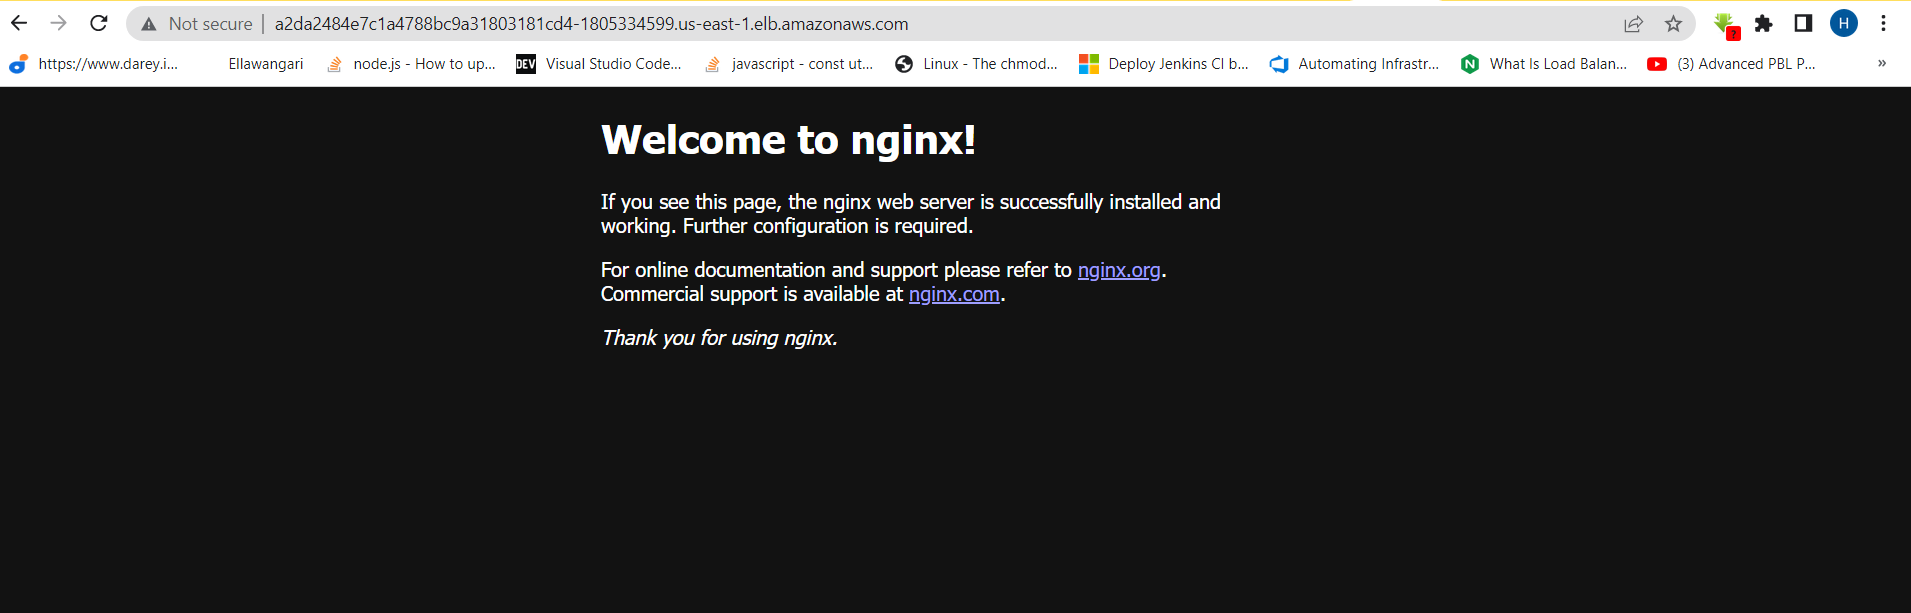 Not secure | a2da2484e7c1a4788bc9a31803181cd4-1805334599.us-east-1.elb.amazonaws.com
? H
https://www.darey.i... Ellawangari node.js - How to up... DEV Visual Studio Code... javascript - const ut... Linux - The chmod... Deploy Jenkins CI b... Automating Infrastr... N What Is Load Balan... (3) Advanced PBL P... »
Welcome to nginx!
If you see this page, the nginx web server is successfully installed and
working. Further configuration is required.
For online documentation and support please refer to nginx.org.
Commercial support is available at nginx.com.
Thank you for using nginx.